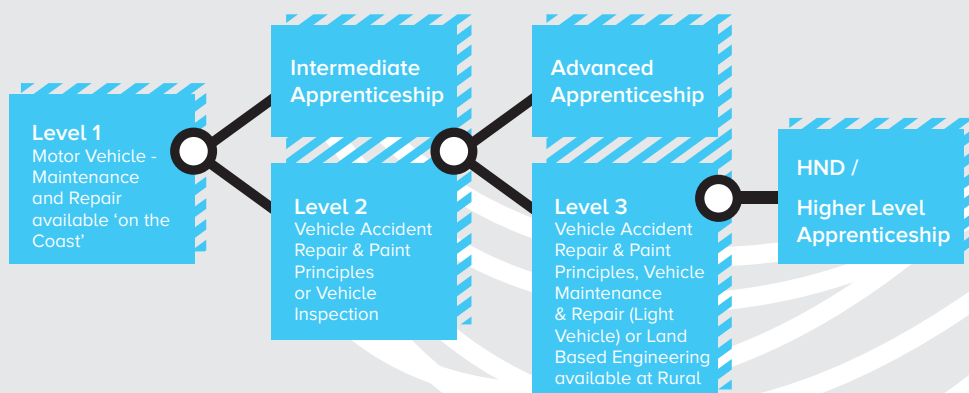 Level 1
Motor Vehicle -
Maintenance
and Repair
available ‘on the
Coast’
Intermediate
Apprenticeship
Level 2
Vehicle Accident
Repair & Paint
Principles
or Vehicle
Inspection
Advanced
Apprenticeship
Level 3
Vehicle Accident
Repair & Paint
Principles, Vehicle
Maintenance
& Repair (Light
Vehicle) or Land
Based Engineering
available at Rural
HND /
Higher Level
Apprenticeship